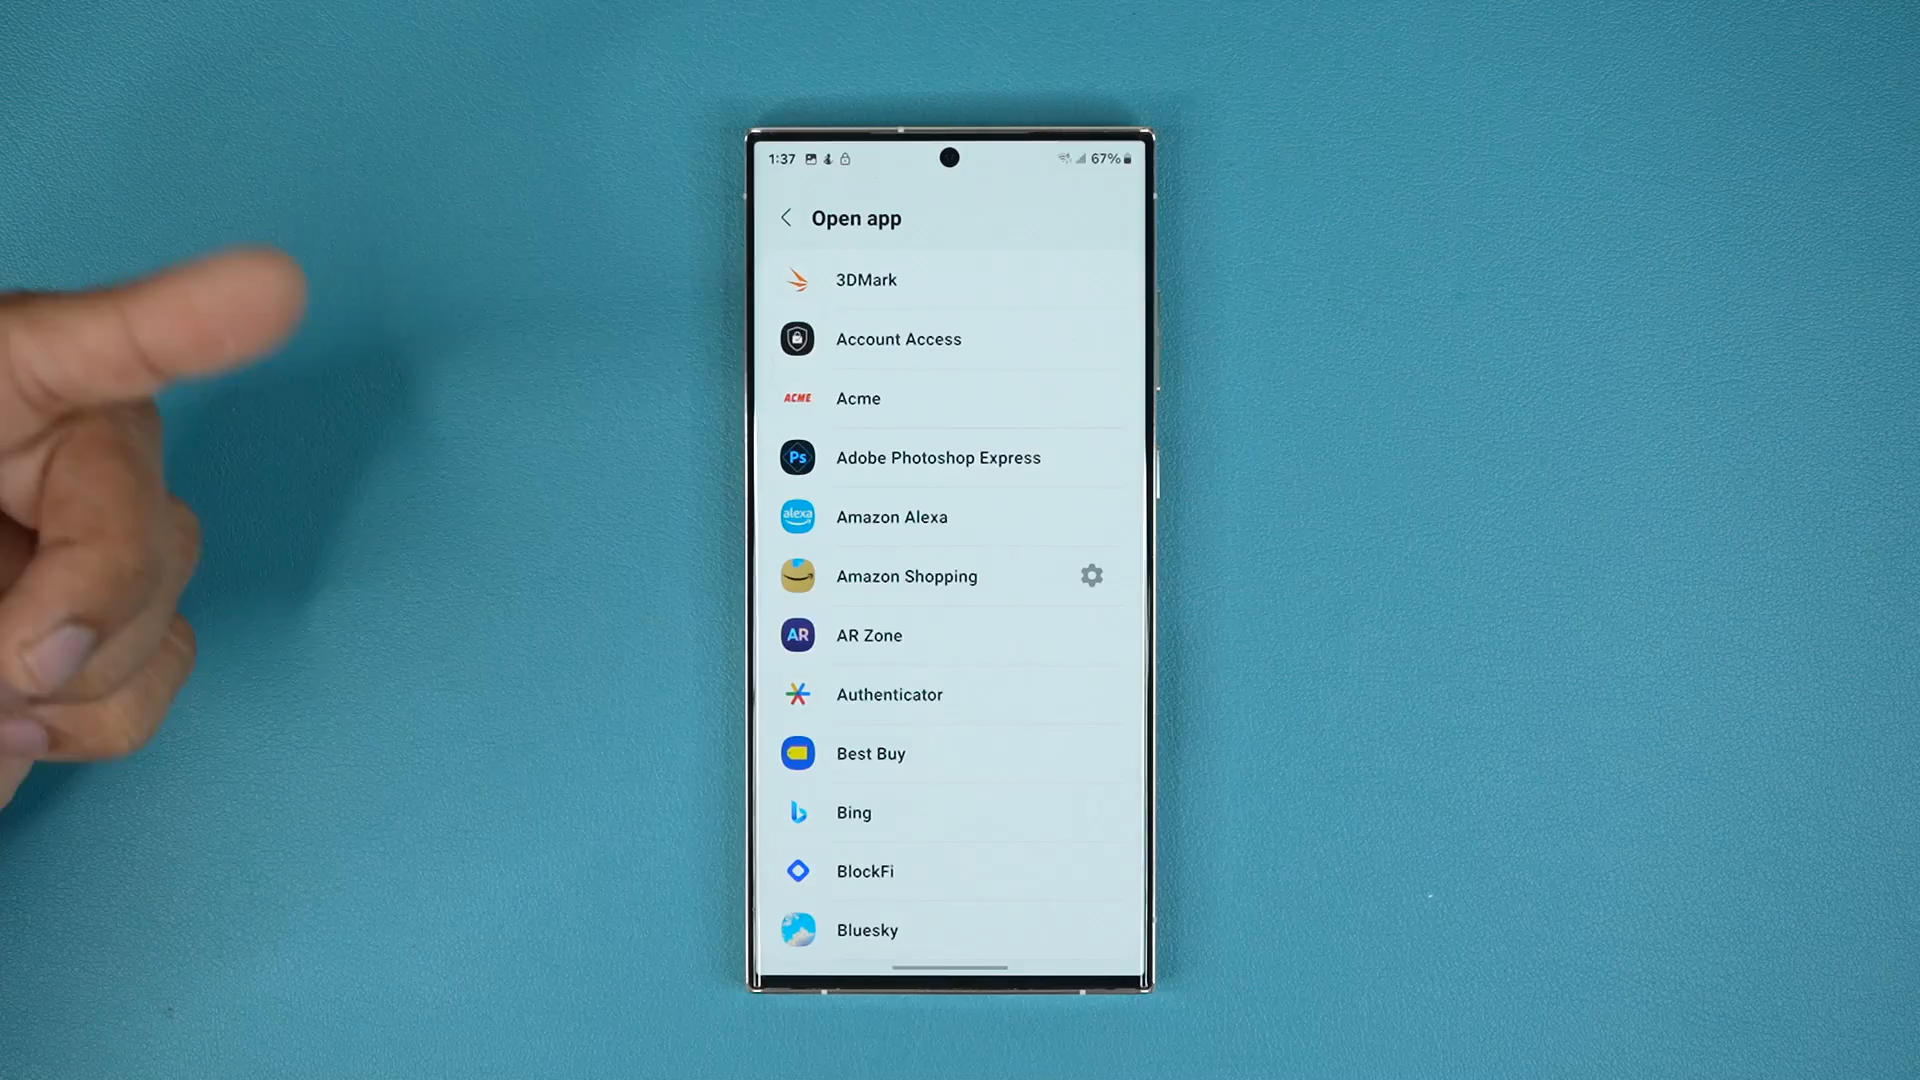 1:37 67%
Open app
3DMark
Account Access
ACME Acme
Ps Adobe Photoshop Express
alexa Amazon Alexa
Amazon Shopping
AR AR Zone
Authenticator
Best Buy
Bing
BlockFi
Bluesky